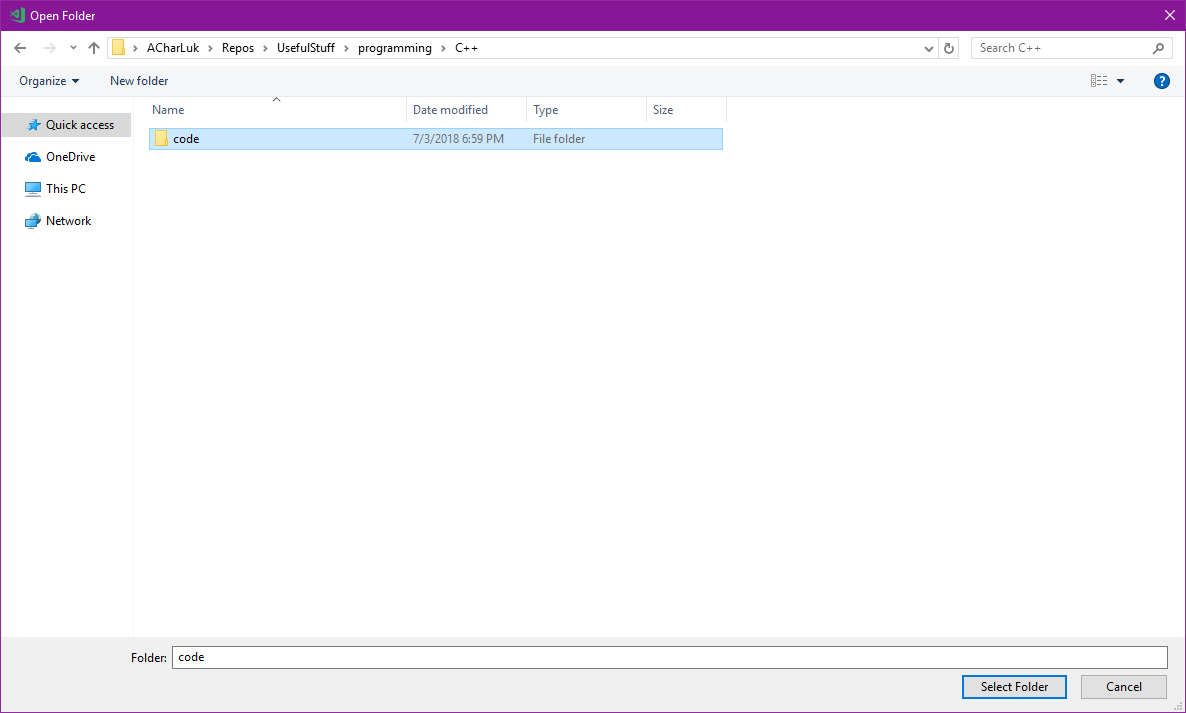 Open Folder
ACharLuk > Repos > UsefulStuff > programming > C++
Search C++
Organize New folder
Name Date modified Type Size
code 7/3/2018 6:59 PM File folder
Quick access
OneDrive
This PC
Network
Folder: code
Select Folder Cancel